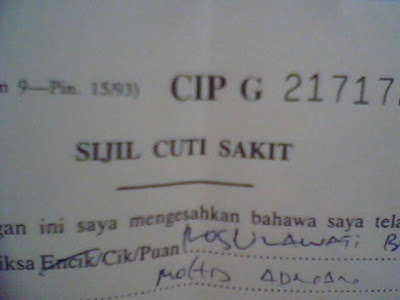 n 9—Pin. 15/93) CIP G 21717
SIJIL CUTI SAKIT
gan ini saya mengesahkan bahawa saya tela
iksa Encik/Cik/Puan ROSULAWATI B
MOHD